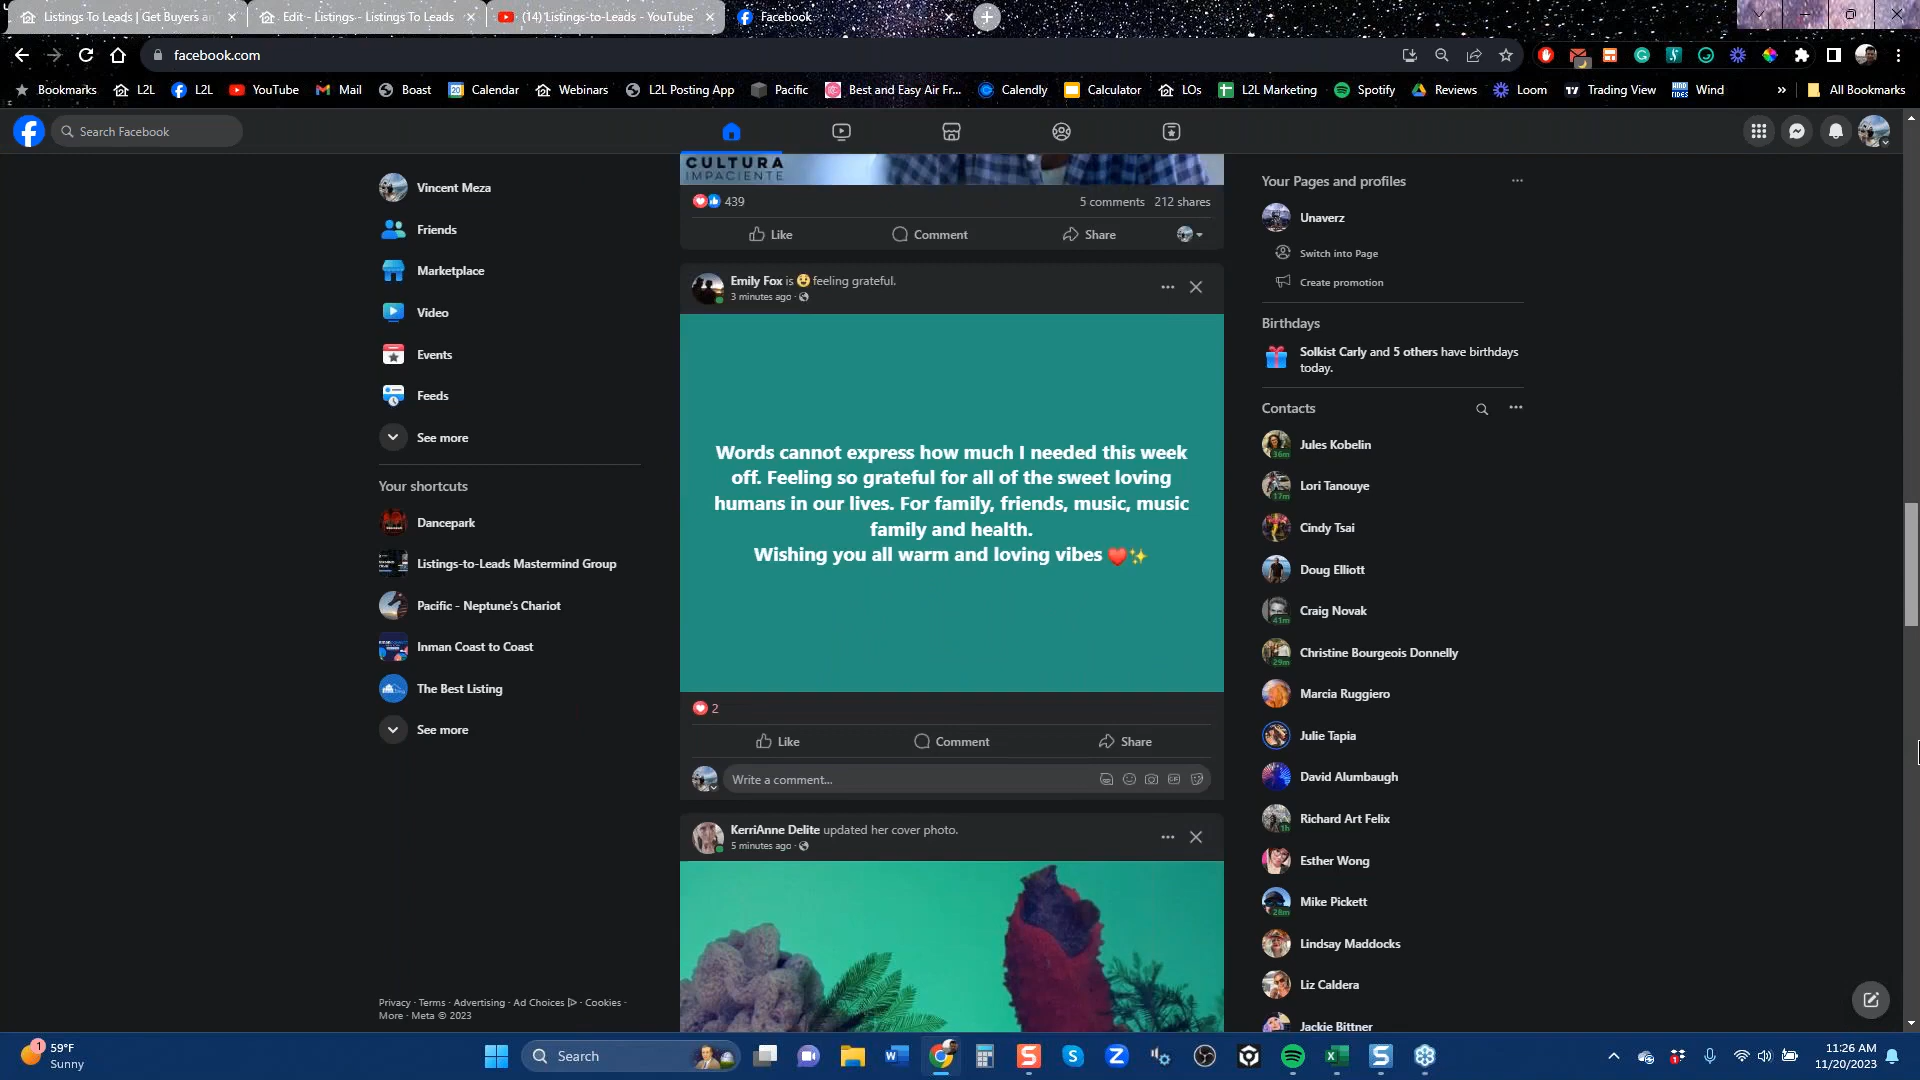 Listings To Leads | Get Buyers an
Edit - Listings - Listings To Leads
(14) Listings-to-Leads - YouTube
Facebook
facebook.com
Bookmarks
L2L
L2L
YouTube
Mail
Boast
Calendar
Webinars
L2L Posting App
Pacific
Best and Easy Air Fr...
Calendly
Calculator
LOs
L2L Marketing
Spotify
Reviews
Loom
Trading View
Wind
»
All Bookmarks
Search Facebook
Vincent Meza
Friends
Marketplace
Video
Events
Feeds
See more
Your shortcuts
Dancepark
Listings-to-Leads Mastermind Group
Pacific - Neptune's Chariot
Inman Coast to Coast
The Best Listing
See more
Privacy · Terms · Advertising · Ad Choices · Cookies ·
More · Meta © 2023
CULTURA
IMPACIENTE
439
5 comments 212 shares
Like
Comment
Share
Emily Fox is 😉 feeling grateful.
3 minutes ago ·
Words cannot express how much I needed this week
off. Feeling so grateful for all of the sweet loving
humans in our lives. For family, friends, music, music
family and health.
Wishing you all warm and loving vibes ❤️✨
2
Like
Comment
Share
Write a comment...
KerriAnne Delite updated her cover photo.
5 minutes ago ·
Your Pages and profiles
Unaverz
Switch into Page
Create promotion
Birthdays
Solkist Carly and 5 others have birthdays
today.
Contacts
Jules Kobelin
36m
Lori Tanouye
17m
Cindy Tsai
Doug Elliott
Craig Novak
41m
Christine Bourgeois Donnelly
29m
Marcia Ruggiero
Julie Tapia
David Alumbaugh
Richard Art Felix
1h
Esther Wong
Mike Pickett
28m
Lindsay Maddocks
Liz Caldera
Jackie Bittner
1
59°F
Sunny
Search
11:26 AM
11/20/2023